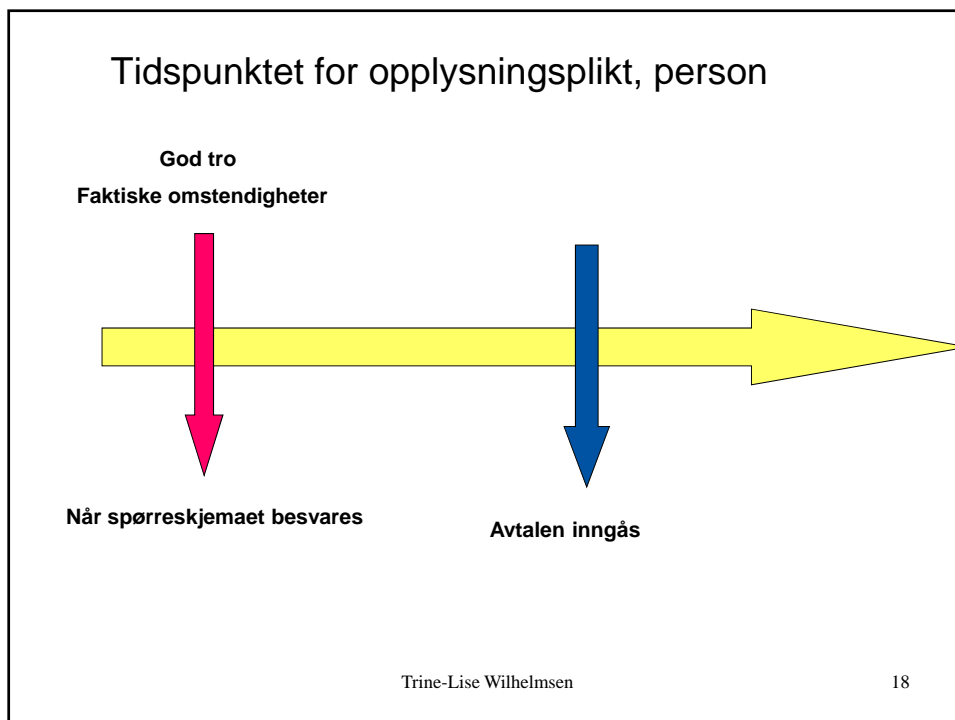 Tidspunktet for opplysningsplikt, person
God tro
Faktiske omstendigheter
Når spørreskjemaet besvares
Avtalen inngås
Trine-Lise Wilhelmsen
18